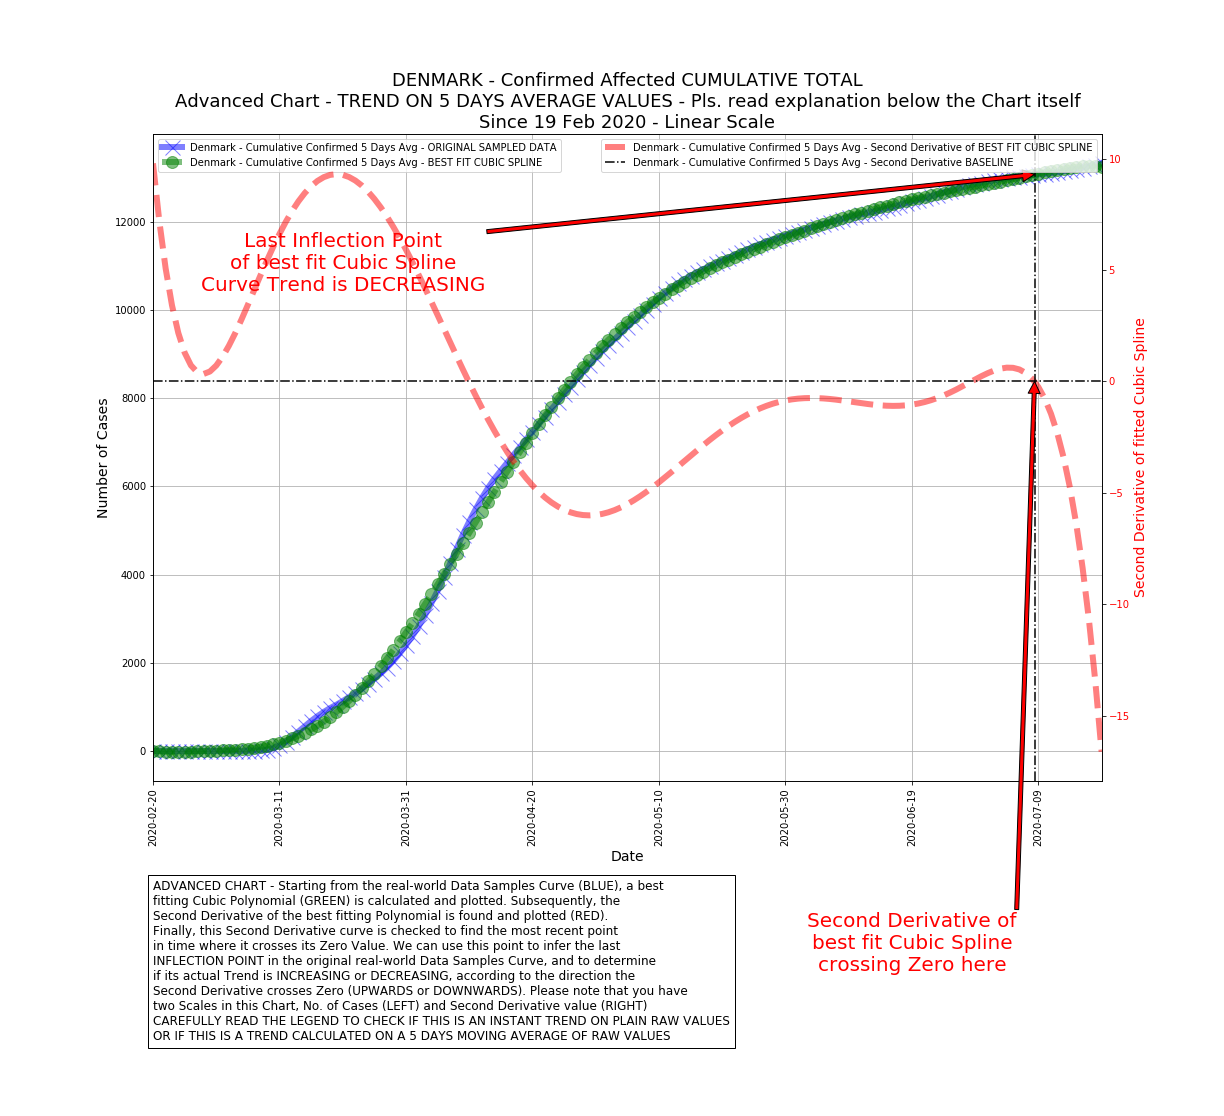 DENMARK - Confirmed Affected CUMULATIVE TOTAL
Advanced Chart - TREND ON 5 DAYS AVERAGE VALUES - Pls. read explanation below the Chart itself
Since 19 Feb 2020 - Linear Scale
Denmark - Cumulative Confirmed 5 Days Avg - ORIGINAL SAMPLED DATA
Denmark - Cumulative Confirmed 5 Days Avg - BEST FIT CUBIC SPLINE
Denmark - Cumulative Confirmed 5 Days Avg - Second Derivative of BEST FIT CUBIC SPLINE
Denmark - Cumulative Confirmed 5 Days Avg - Second Derivative BASELINE
Last Inflection Point
of best fit Cubic Spline
Curve Trend is DECREASING
Number of Cases
12000
10000
8000
6000
4000
2000
0
10
5
0
−5
−10
−15
Second Derivative of fitted Cubic Spline
2020-02-20
2020-03-11
2020-03-31
2020-04-20
2020-05-10
2020-05-30
2020-06-19
2020-07-09
Date
ADVANCED CHART - Starting from the real-world Data Samples Curve (BLUE), a best
fitting Cubic Polynomial (GREEN) is calculated and plotted. Subsequently, the
Second Derivative of the best fitting Polynomial is found and plotted (RED).
Finally, this Second Derivative curve is checked to find the most recent point
in time where it crosses its Zero Value. We can use this point to infer the last
INFLECTION POINT in the original real-world Data Samples Curve, and to determine
if its actual Trend is INCREASING or DECREASING, according to the direction the
Second Derivative crosses Zero (UPWARDS or DOWNWARDS). Please note that you have
two Scales in this Chart, No. of Cases (LEFT) and Second Derivative value (RIGHT)
CAREFULLY READ THE LEGEND TO CHECK IF THIS IS AN INSTANT TREND ON PLAIN RAW VALUES
OR IF THIS IS A TREND CALCULATED ON A 5 DAYS MOVING AVERAGE OF RAW VALUES
Second Derivative of
best fit Cubic Spline
crossing Zero here